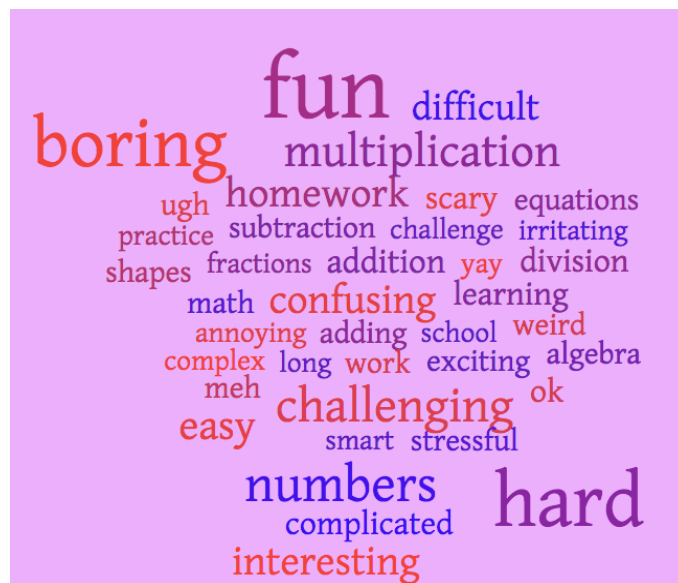 fun difficult
boring multiplication
homework scary equations
ugh
practice subtraction challenge irritating
shapes fractions addition yay division
math confusing learning
annoying adding school weird
complex long work exciting algebra
meh challenging ok
easy smart stressful
numbers hard
complicated
interesting